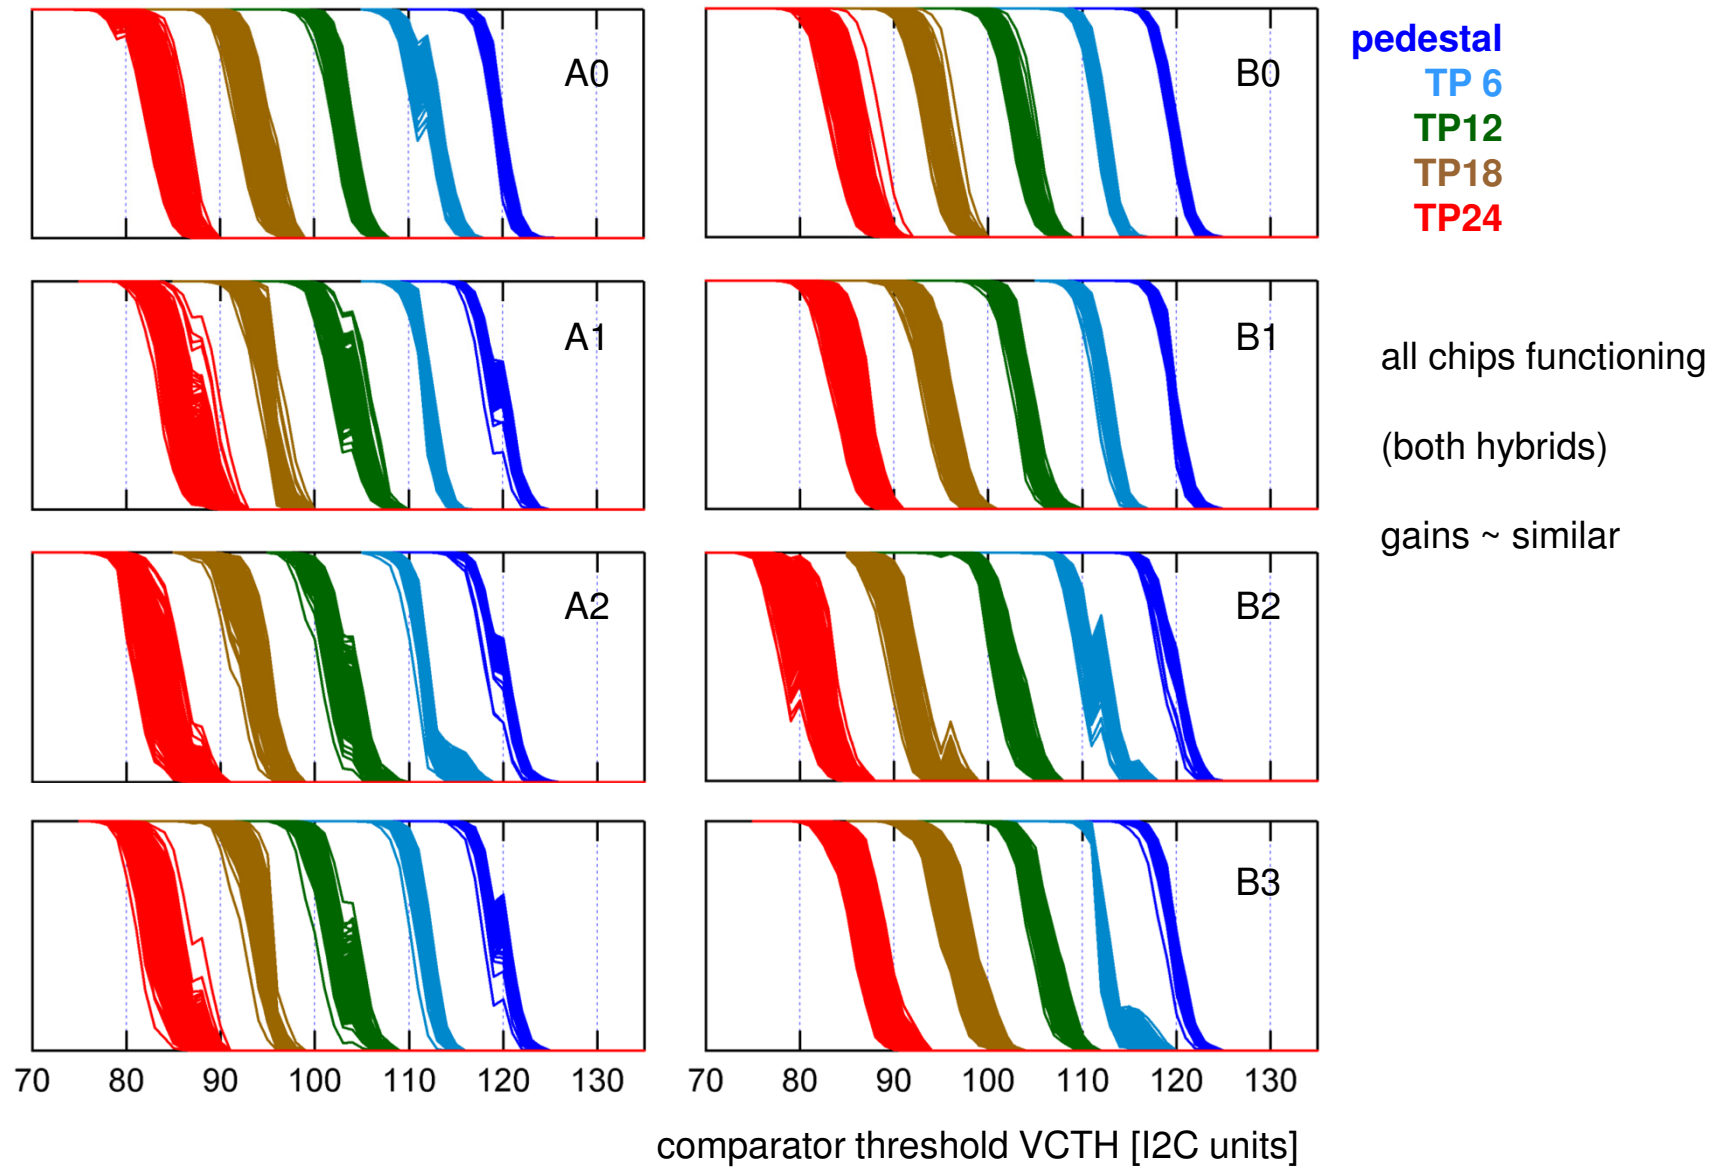 A0
B0
pedestal
TP 6
TP12
TP18
TP24
A1
B1
all chips functioning
(both hybrids)
gains ~ similar
A2
B2
B3
70 80 90 100 110 120 130
70 80 90 100 110 120 130
comparator threshold VCTH [I2C units]